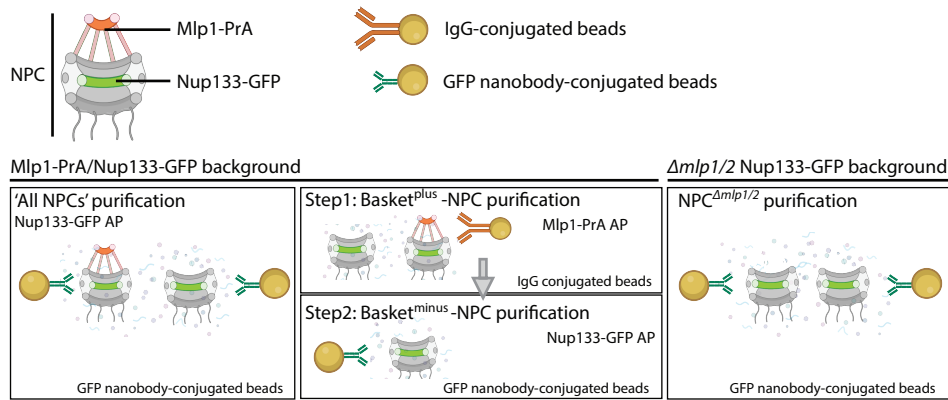 NPC
Mlp1-PrA
Nup133-GFP
IgG-conjugated beads
GFP nanobody-conjugated beads
Mlp1-PrA/Nup133-GFP background
Δmlp1/2 Nup133-GFP background
'All NPCs' purification
Nup133-GFP AP
GFP nanobody-conjugated beads
Step1: Basketplus -NPC purification
Mlp1-PrA AP
IgG conjugated beads
Step2: Basketminus -NPC purification
Nup133-GFP AP
GFP nanobody-conjugated beads
NPCΔmlp1/2 purification
GFP nanobody-conjugated beads